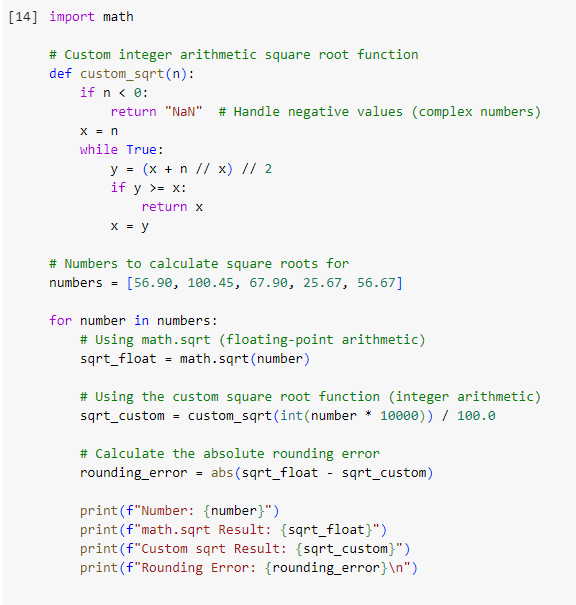 [14] import math

# Custom integer arithmetic square root function
def custom_sqrt(n):
    if n < 0:
        return "NaN"  # Handle negative values (complex numbers)
    x = n
    while True:
        y = (x + n // x) // 2
        if y >= x:
            return x
        x = y

# Numbers to calculate square roots for
numbers = [56.90, 100.45, 67.90, 25.67, 56.67]

for number in numbers:
    # Using math.sqrt (floating-point arithmetic)
    sqrt_float = math.sqrt(number)

    # Using the custom square root function (integer arithmetic)
    sqrt_custom = custom_sqrt(int(number * 10000)) / 100.0

    # Calculate the absolute rounding error
    rounding_error = abs(sqrt_float - sqrt_custom)

    print(f"Number: {number}")
    print(f"math.sqrt Result: {sqrt_float}")
    print(f"Custom sqrt Result: {sqrt_custom}")
    print(f"Rounding Error: {rounding_error}\n")